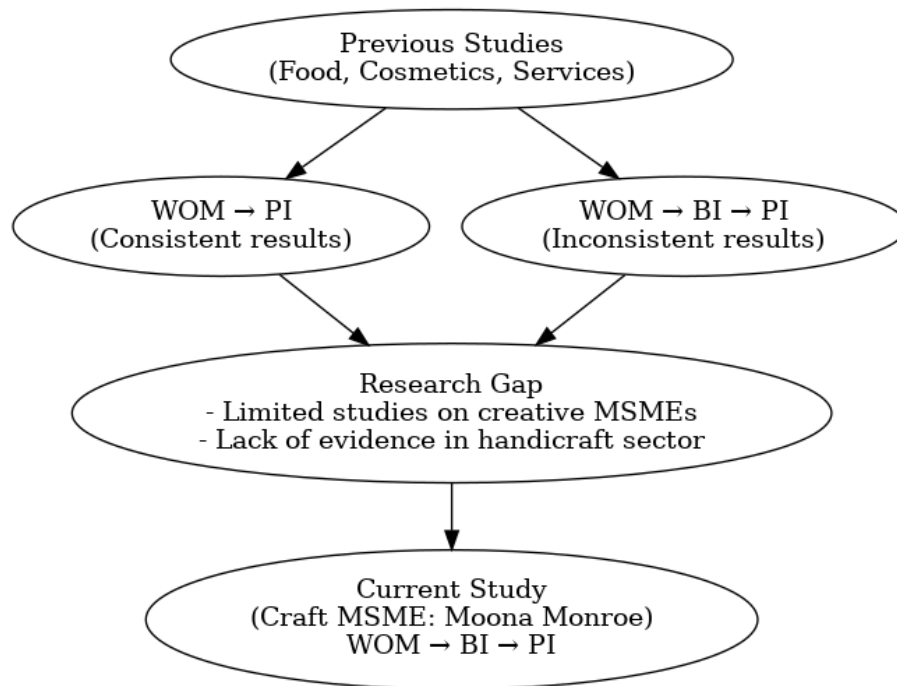 Previous Studies
(Food, Cosmetics, Services)
WOM → PI
(Consistent results)
WOM → BI → PI
(Inconsistent results)
Research Gap
- Limited studies on creative MSMEs
- Lack of evidence in handicraft sector
Current Study
(Craft MSME: Moona Monroe)
WOM → BI → PI